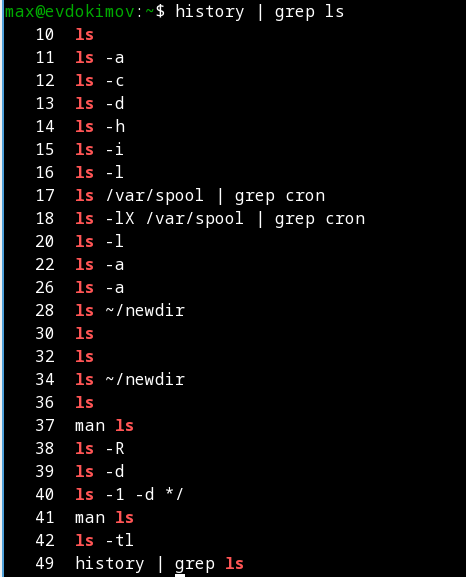 max@evdokimov:~$ history | grep ls
10 ls
11 ls -a
12 ls -c
13 ls -d
14 ls -h
15 ls -i
16 ls -l
17 ls /var/spool | grep cron
18 ls -lX /var/spool | grep cron
20 ls -l
22 ls -a
26 ls -a
28 ls ~/newdir
30 ls
32 ls
34 ls ~/newdir
36 ls
37 man ls
38 ls -R
39 ls -d
40 ls -1 -d */
41 man ls
42 ls -tl
49 history | grep ls